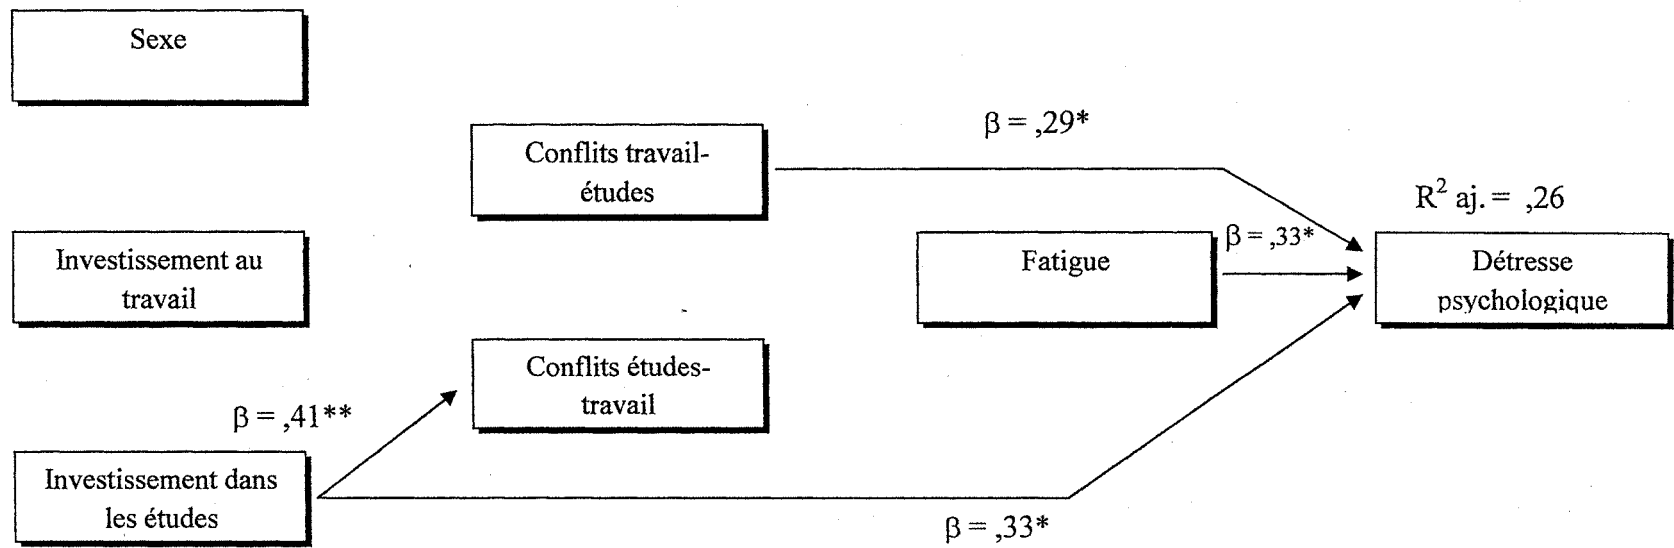 Sexe
β = ,29*
Conflits travail-
études
R² aj. = ,26
β = ,33*
Investissement au
travail
Fatigue
Détresse
psychologique
Conflits études-
travail
β = ,41**
Investissement dans
les études
β = ,33*